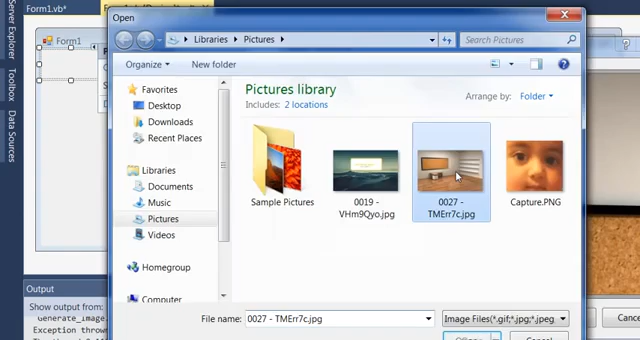 Form1.vb*
Open
Server Explorer
Toolbox
Data Sources
Form1
Libraries
Pictures
Search Pictures
Organize
New folder
Favorites
Desktop
Downloads
Recent Places
Libraries
Documents
Music
Pictures
Videos
Homegroup
Computer
Pictures library
Includes: 2 locations
Arrange by: Folder
Sample Pictures
0019 -
VHm9Qyo.jpg
0027 -
TMErr7c.jpg
Capture.PNG
Output
Show output from:
Generate_Image.
Exception thrown
File name:
0027 - TMErr7c.jpg
Image Files(*.gif;*.jpg;*.jpeg
Cancel
Cance